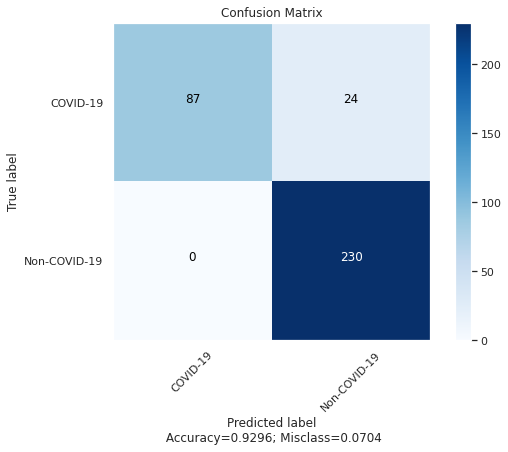 Confusion Matrix
COVID-19
87
24
Non-COVID-19
0
230
True label
COVID-19
Non-COVID-19
Predicted label
Accuracy=0.9296; Misclass=0.0704
200
150
100
50
0